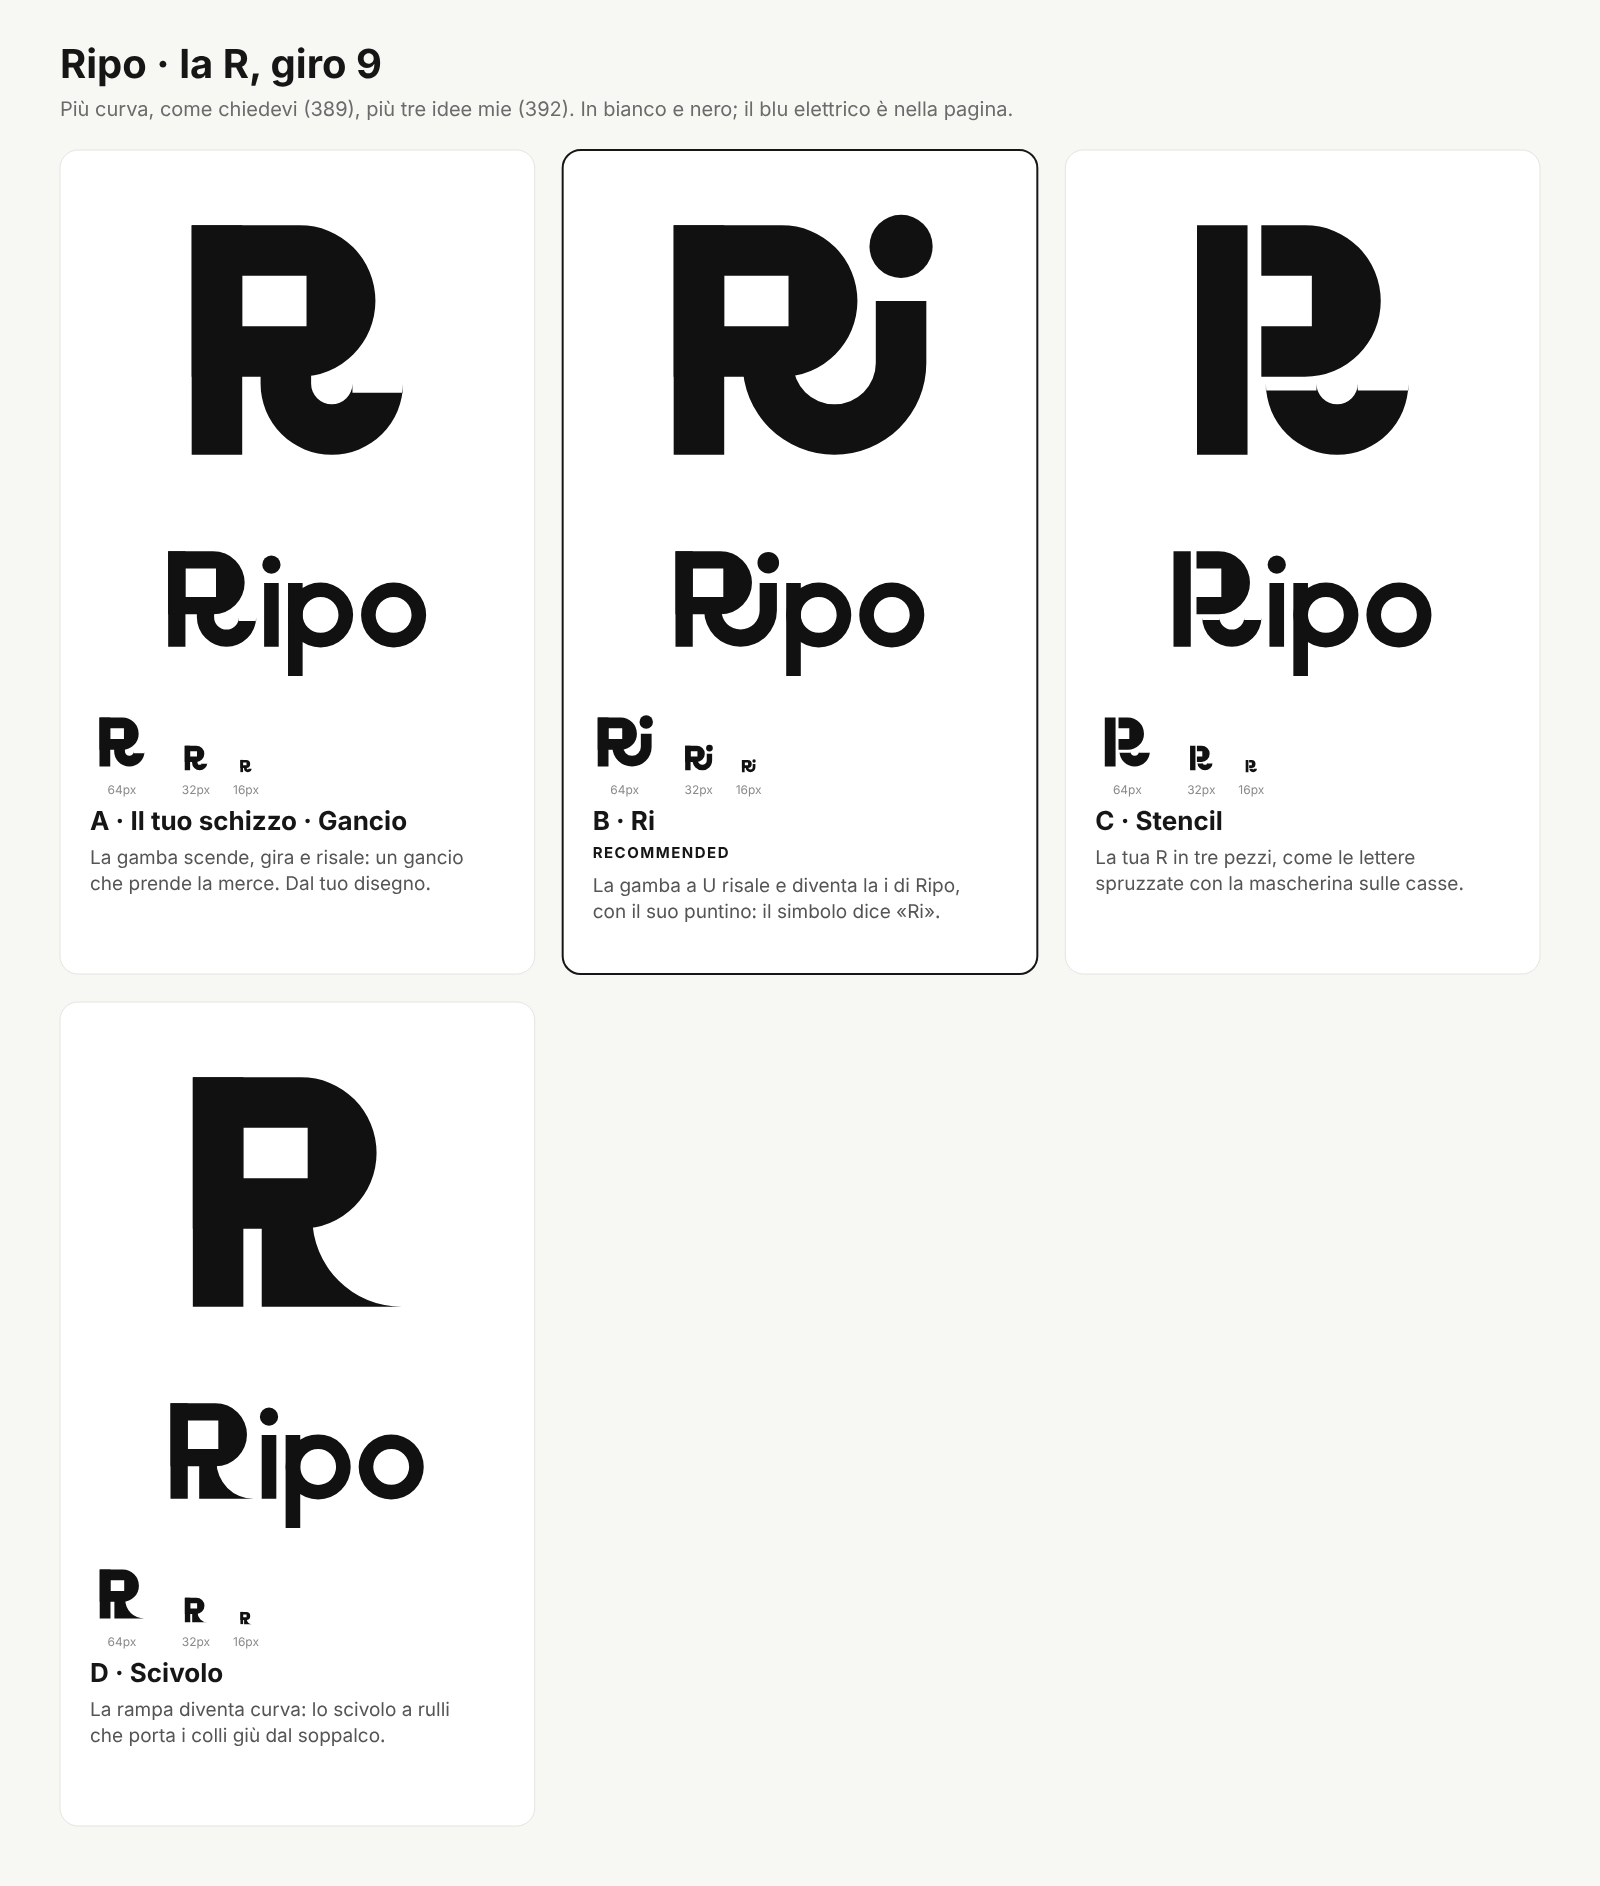 Ripo · la R, giro 9
Più curva, come chiedevi (389), più tre idee mie (392). In bianco e nero; il blu elettrico è nella pagina.
R
Ripo
64px 32px 16px
A · Il tuo schizzo · Gancio
La gamba scende, gira e risale: un gancio
che prende la merce. Dal tuo disegno.
Ri
Ripo
64px 32px 16px
B · Ri
RECOMMENDED
La gamba a U risale e diventa la i di Ripo,
con il suo puntino: il simbolo dice «Ri».
R
Ripo
64px 32px 16px
C · Stencil
La tua R in tre pezzi, come le lettere
spruzzate con la mascherina sulle casse.
R
Ripo
64px 32px 16px
D · Scivolo
La rampa diventa curva: lo scivolo a rulli
che porta i colli giù dal soppalco.